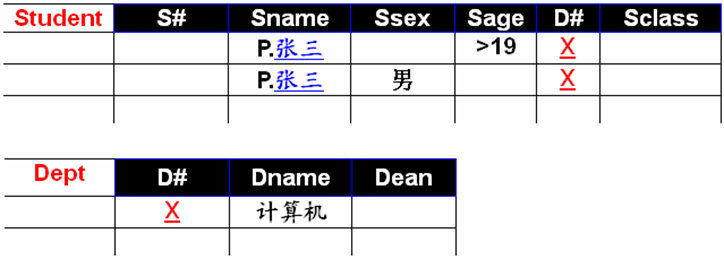 Student S# Sname Ssex Sage D# Sclass
P.张三 >19 X
P.张三 男 X
Dept D# Dname Dean
X 计算机